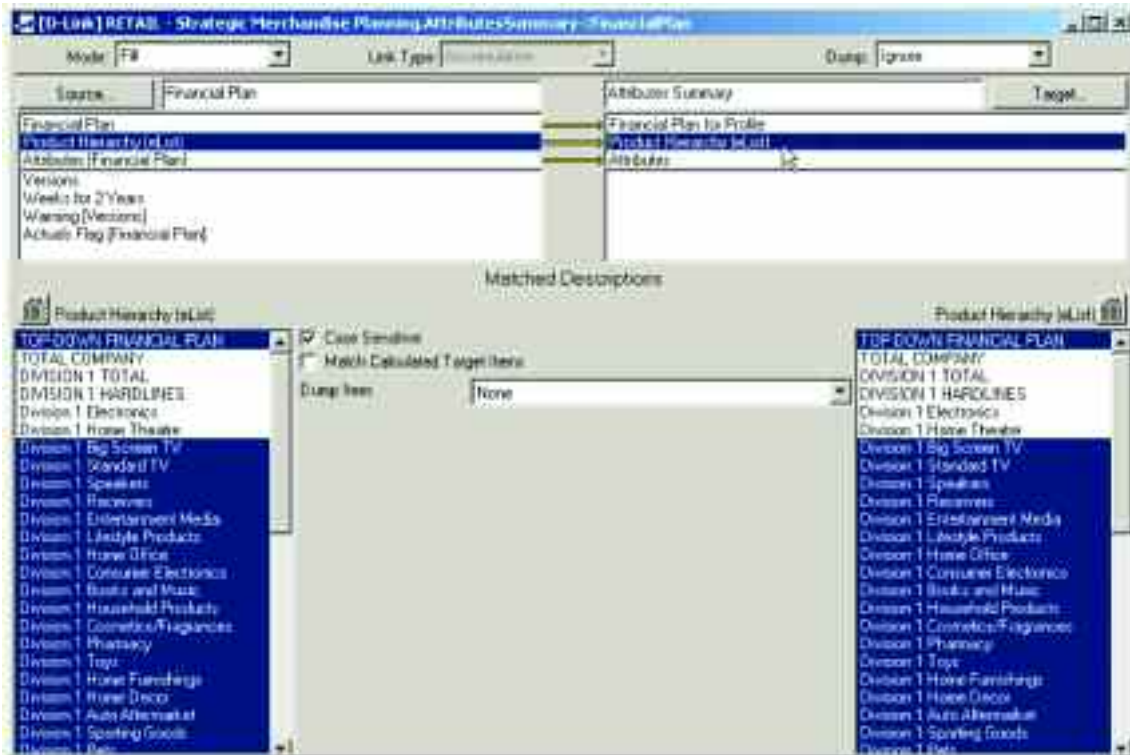 [D-Link] RETAIL - Strategic Merchandise Planning.AttributesSummary -FinancialPlan
Mode: Fill Link Type Dump: Ignore
Source... Financial Plan Attributes Summary Target...
Financial Plan Financial Plan for Profile
Product Hierarchy (eList) Product Hierarchy (eList)
Attributes [Financial Plan] Attributes
Versions
Weeks for 2 Years
Warning [Versions]
Actuals Flag [Financial Plan]
Matched Descriptions
Product Hierarchy (eList) Product Hierarchy (eList)
TOP-DOWN FINANCIAL PLAN Case Sensitive TOP-DOWN FINANCIAL PLAN
TOTAL COMPANY Match Calculated Target Items TOTAL COMPANY
DIVISION 1 TOTAL Dump Item None DIVISION 1 TOTAL
DIVISION 1 HARDLINES DIVISION 1 HARDLINES
Division 1 Electronics Division 1 Electronics
Division 1 Home Theatre Division 1 Home Theatre
Division 1 Big Screen TV Division 1 Big Screen TV
Division 1 Standard TV Division 1 Standard TV
Division 1 Speakers Division 1 Speakers
Division 1 Receivers Division 1 Receivers
Division 1 Entertainment Media Division 1 Entertainment Media
Division 1 Lifestyle Products Division 1 Lifestyle Products
Division 1 Home Office Division 1 Home Office
Division 1 Consumer Electronics Division 1 Consumer Electronics
Division 1 Books and Music Division 1 Books and Music
Division 1 Household Products Division 1 Household Products
Division 1 Cosmetics/Fragrances Division 1 Cosmetics/Fragrances
Division 1 Pharmacy Division 1 Pharmacy
Division 1 Toys Division 1 Toys
Division 1 Home Furnishings Division 1 Home Furnishings
Division 1 Home Decor Division 1 Home Decor
Division 1 Auto Aftermarket Division 1 Auto Aftermarket
Division 1 Sporting Goods Division 1 Sporting Goods
Division 1 Pets Division 1 Pets